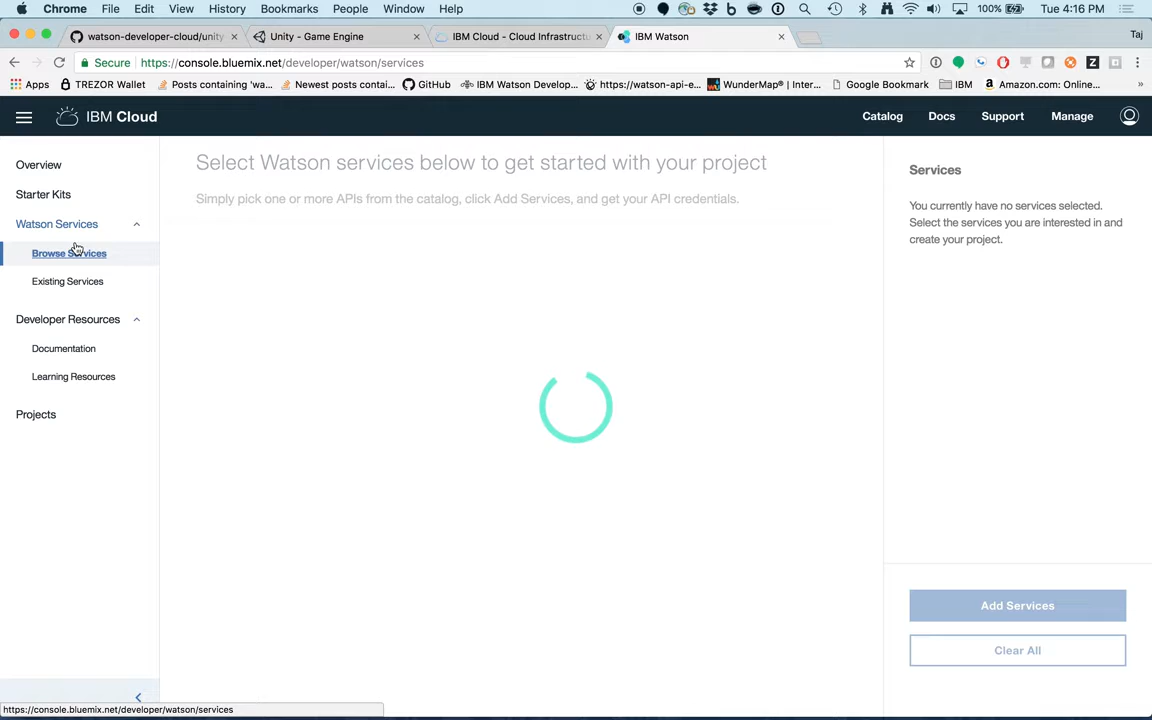 Chrome File Edit View History Bookmarks People Window Help 100% Tue 4:16 PM
watson-developer-cloud/unity Unity - Game Engine IBM Cloud - Cloud Infrastructu IBM Watson Taj
Secure https://console.bluemix.net/developer/watson/services
Apps TREZOR Wallet Posts containing 'wa... Newest posts contai... GitHub IBM Watson Develop... https://watson-api-e... WunderMap® | Inter... Google Bookmark IBM Amazon.com: Online... »
IBM Cloud Catalog Docs Support Manage
Overview
Starter Kits
Watson Services
Browse Services
Existing Services
Developer Resources
Documentation
Learning Resources
Projects
Select Watson services below to get started with your project
Simply pick one or more APIs from the catalog, click Add Services, and get your API credentials.
Services
You currently have no services selected.
Select the services you are interested in and
create your project.
Add Services
Clear All
https://console.bluemix.net/developer/watson/services